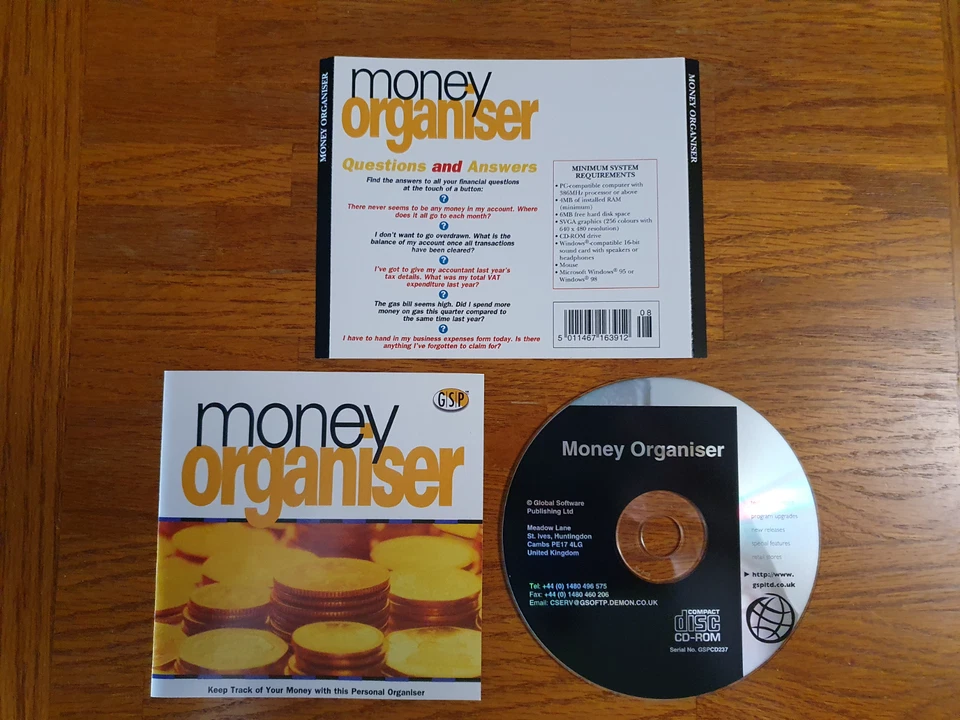 MONEY ORGANISER
money
organiser
Questions and Answers
Find the answers to all your financial questions
at the touch of a button:
?
There never seems to be any money in my account. Where
does it all go to each month?
?
I don't want to go overdrawn. What is the
balance of my account once all transactions
have been cleared?
?
I've got to give my accountant last year's
tax details. What was my total VAT
expenditure last year?
?
The gas bill seems high. Did I spend more
money on gas this quarter compared to
the same time last year?
?
I have to hand in my business expenses form today. Is there
anything I've forgotten to claim for?
MINIMUM SYSTEM
REQUIREMENTS
• PC-compatible computer with
386MHz processor or above
• 4MB of installed RAM
(minimum)
• 6MB free hard disk space
• SVGA graphics (256 colours with
640 x 480 resolution)
• CD-ROM drive
• Windows®-compatible 16-bit
sound card with speakers or
headphones
• Mouse
• Microsoft Windows® 95 or
Windows® 98
08
5 011467 163912
MONEY ORGANISER
GSP™
money
organiser
Keep Track of Your Money with this Personal Organiser
Money Organiser
© Global Software
Publishing Ltd
Meadow Lane
St. Ives, Huntingdon
Cambs PE17 4LG
United Kingdom
Tel: +44 (0) 1480 496 575
Fax: +44 (0) 1480 460 206
Email: CSERV@GSOFTP.DEMON.CO.UK
COMPACT
disc
CD-ROM
Serial No. GSPCD237
program upgrades
new releases
special features
retail stores
► http://www.
gspltd.co.uk